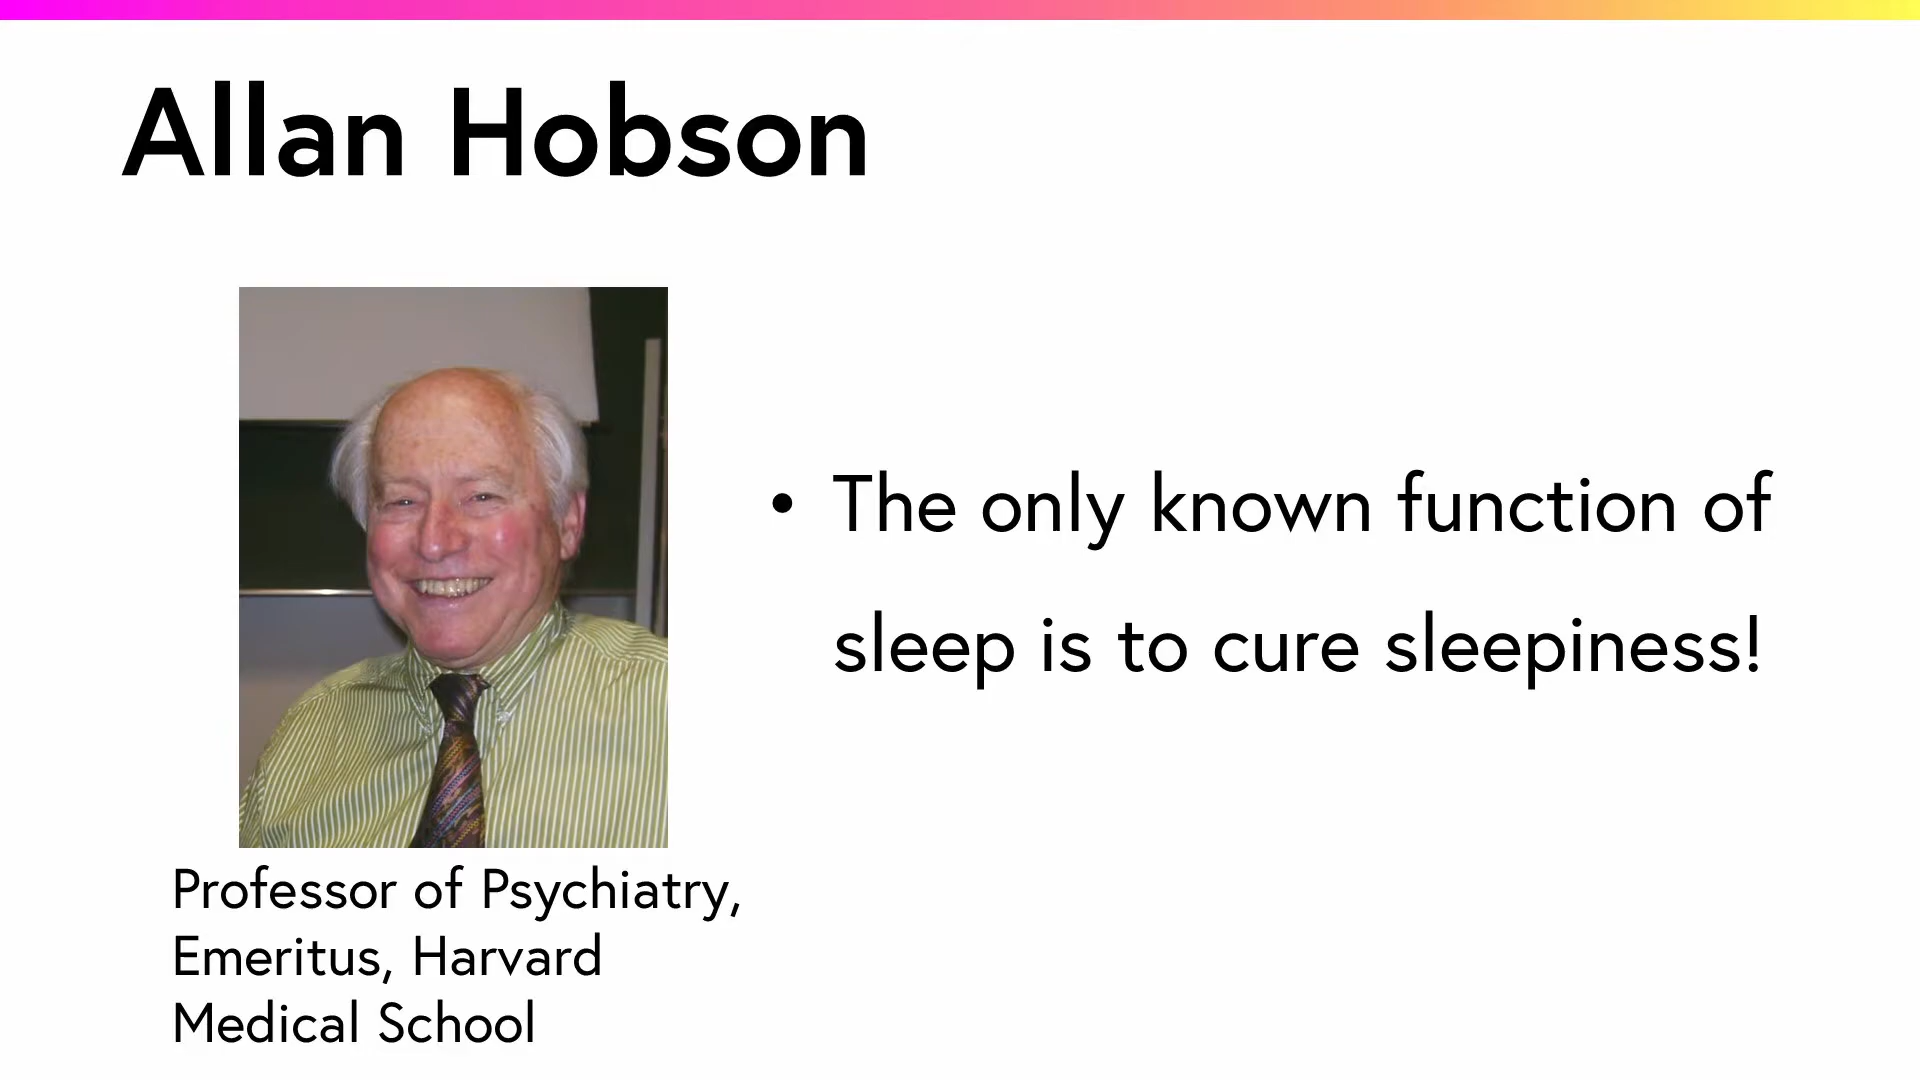 Allan Hobson
• The only known function of
sleep is to cure sleepiness!
Professor of Psychiatry,
Emeritus, Harvard
Medical School